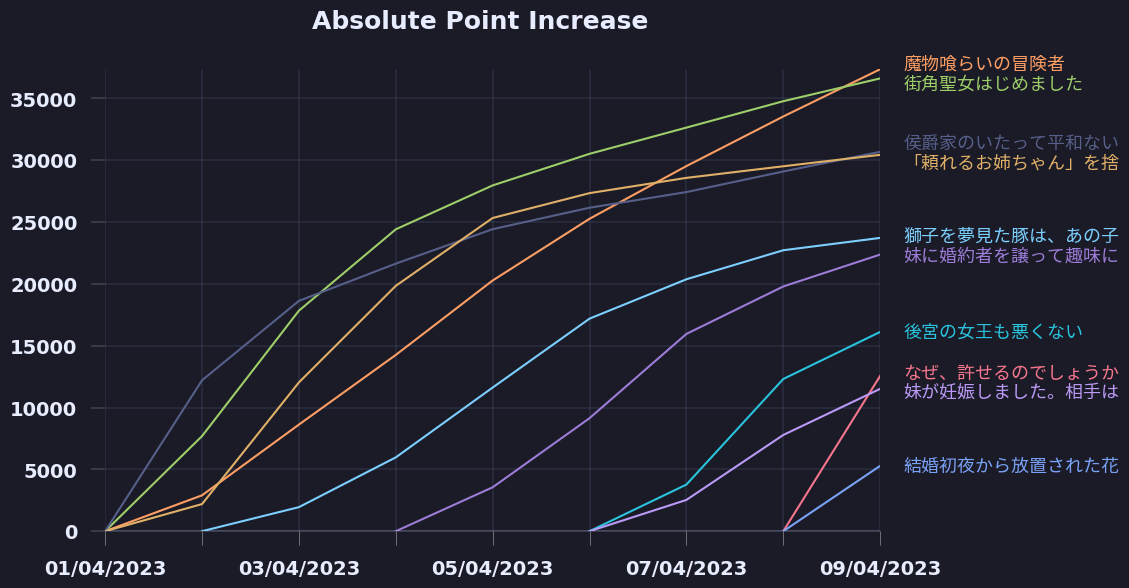 Absolute Point Increase
35000
30000
25000
20000
15000
10000
5000
0
01/04/2023
03/04/2023
05/04/2023
07/04/2023
09/04/2023
魔物喰らいの冒険者
街角聖女はじめました
侯爵家のいたって平和ない
「頼れるお姉ちゃん」を捨
獅子を夢見た豚は、あの子
妹に婚約者を譲って趣味に
後宮の女王も悪くない
なぜ、許せるのでしょうか
妹が妊娠しました。相手は
結婚初夜から放置された花